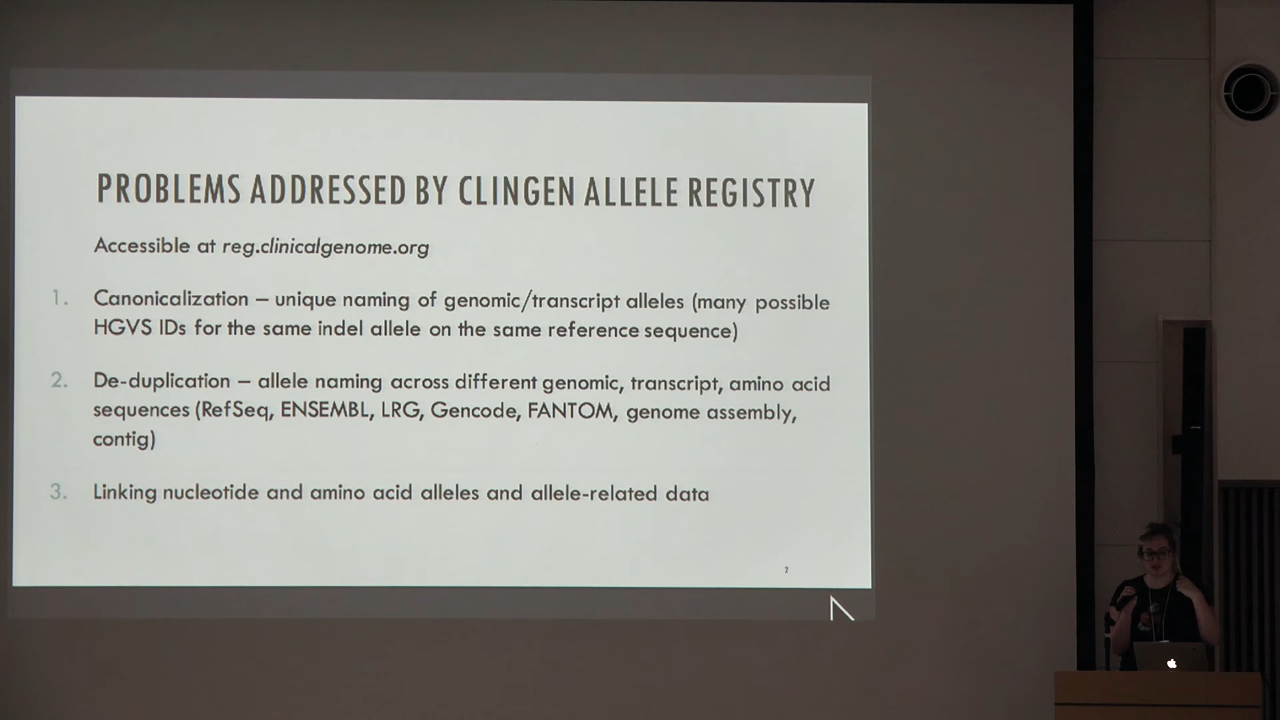 PROBLEMS ADDRESSED BY CLINGEN ALLELE REGISTRY
Accessible at reg.clinicalgenome.org
1. Canonicalization – unique naming of genomic/transcript alleles (many possible
HGVS IDs for the same indel allele on the same reference sequence)
2. De-duplication – allele naming across different genomic, transcript, amino acid
sequences (RefSeq, ENSEMBL, LRG, Gencode, FANTOM, genome assembly,
contig)
3. Linking nucleotide and amino acid alleles and allele-related data
2